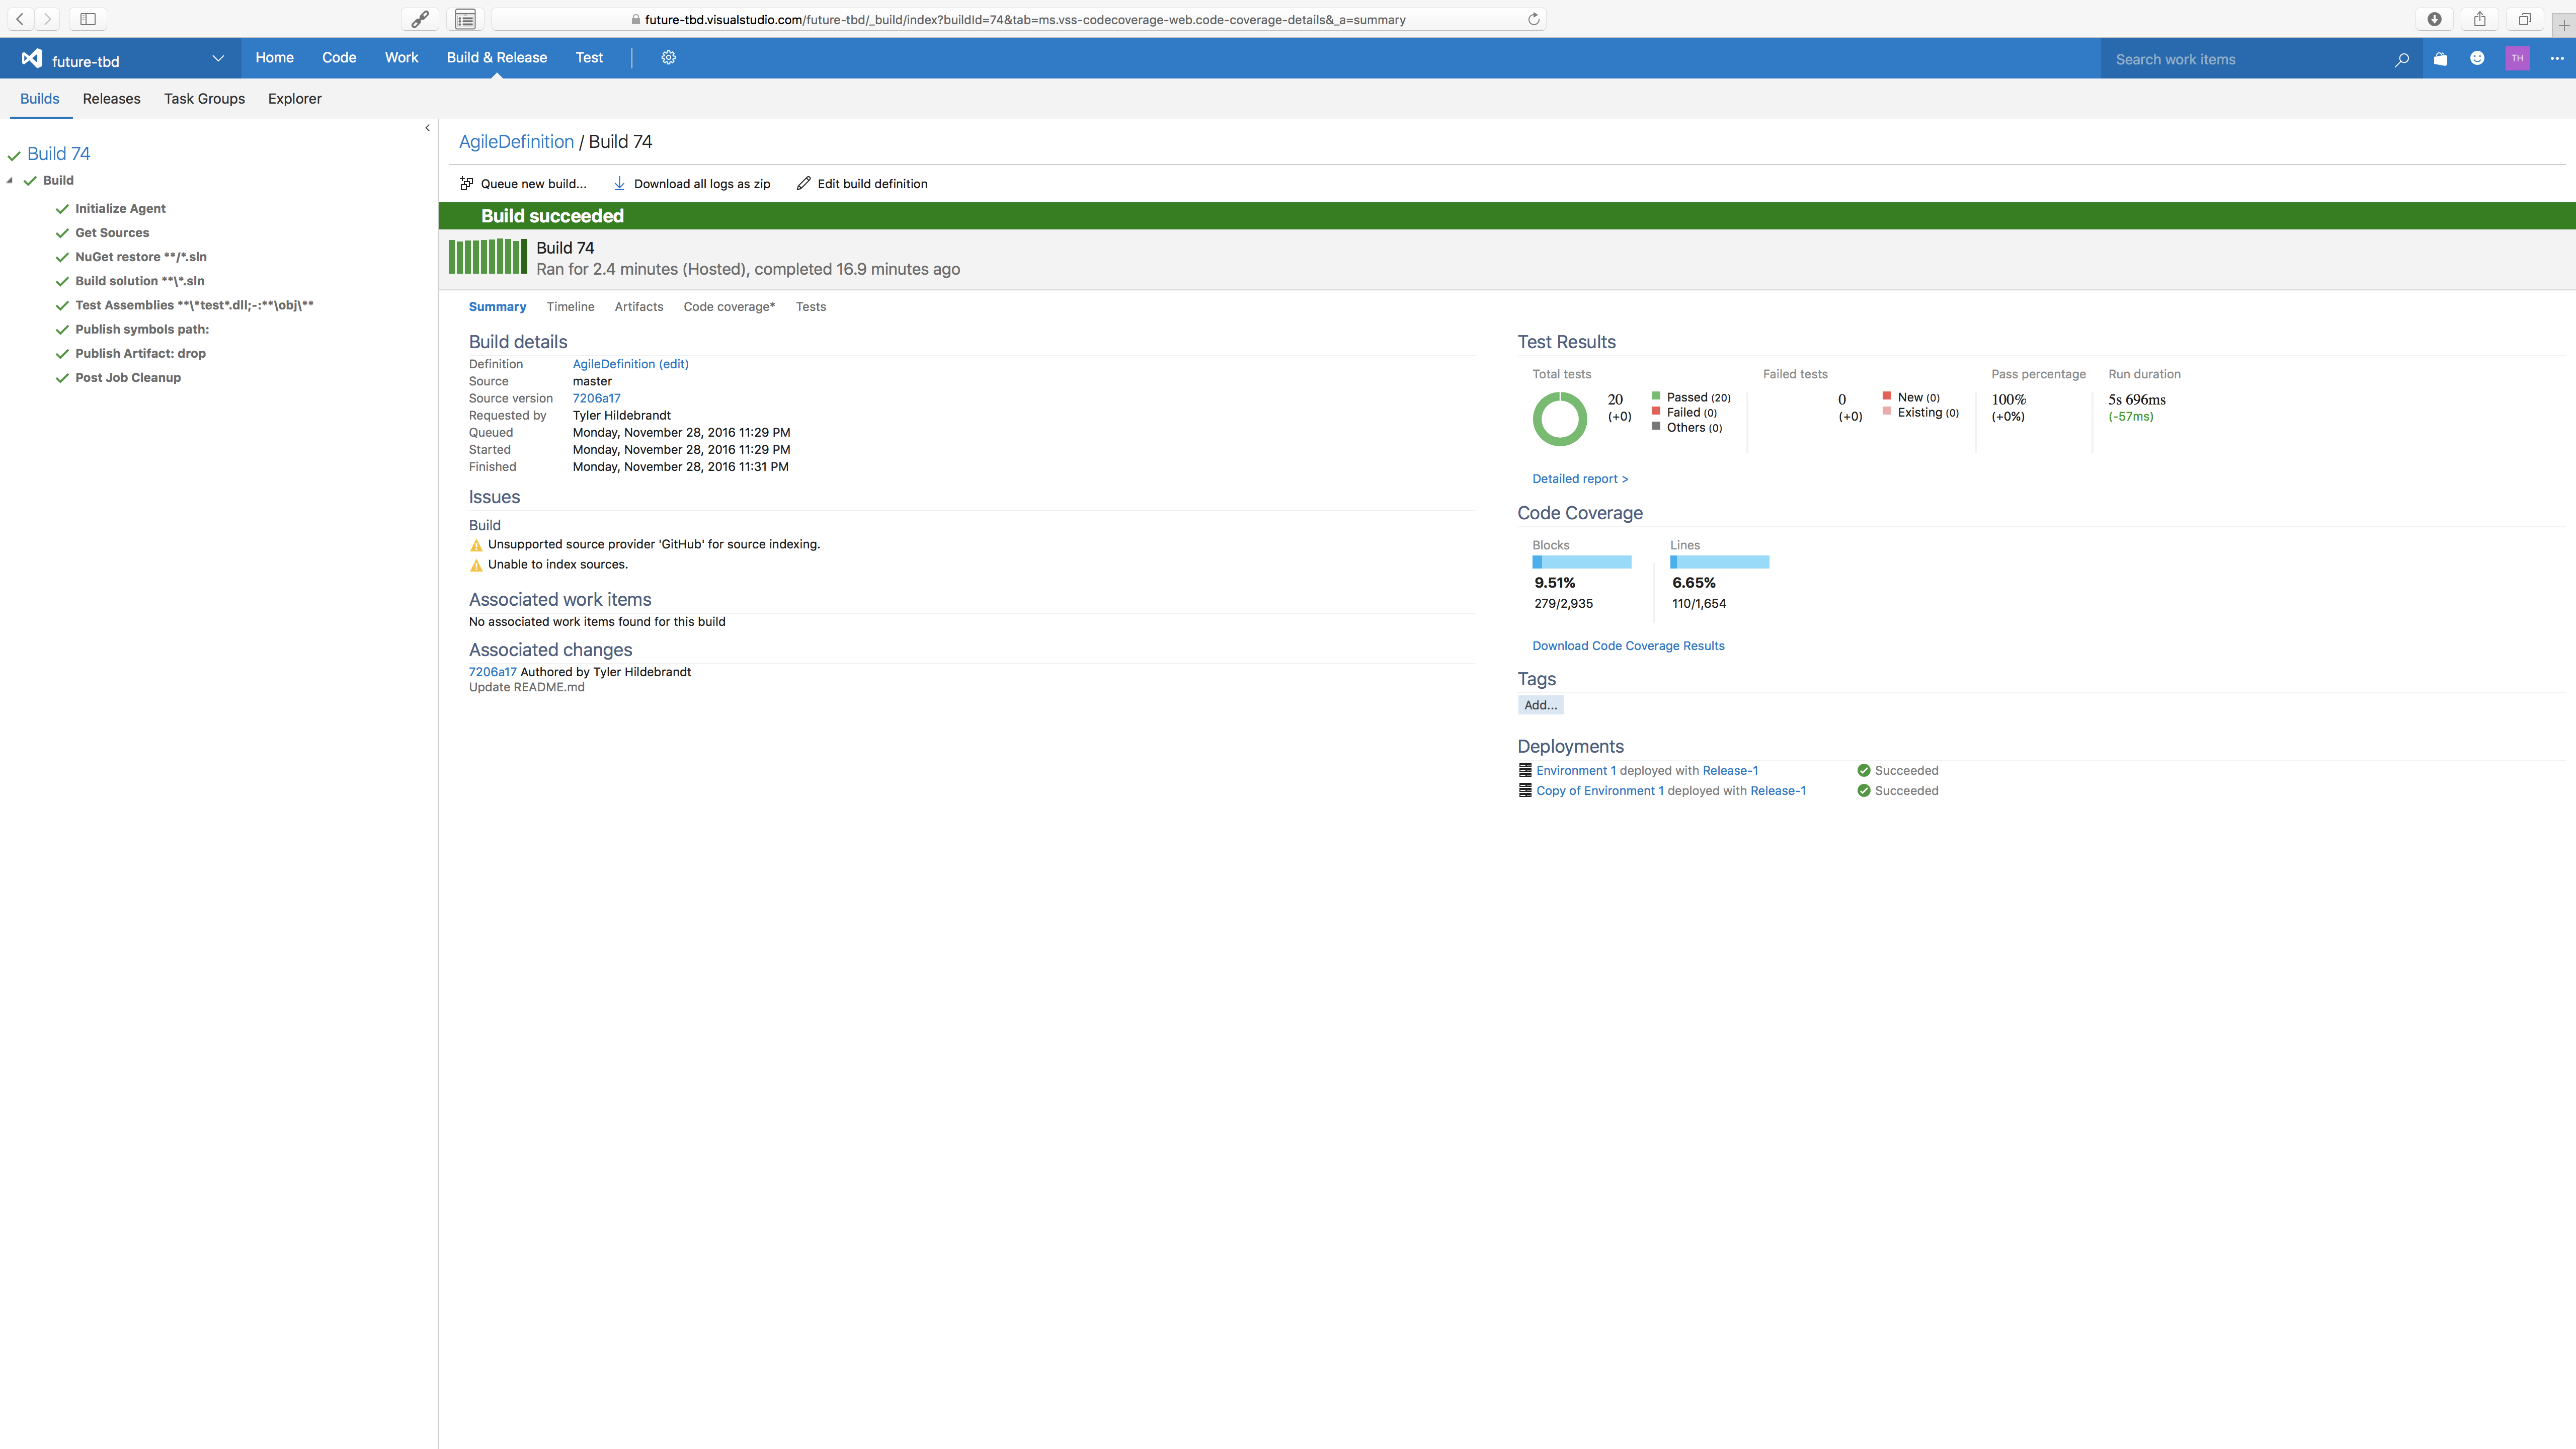 future-tbd.visualstudio.com/future-tbd/_build/index?buildId=74&tab=ms.vss-codecoverage-web.code-coverage-details&_a=summary
future-tbd
Home Code Work Build & Release Test
Search work items
TH
Builds Releases Task Groups Explorer
Build 74
Build
Initialize Agent
Get Sources
NuGet restore **/*.sln
Build solution **\*.sln
Test Assemblies **\*test*.dll;-:**\obj\**
Publish symbols path:
Publish Artifact: drop
Post Job Cleanup
AgileDefinition / Build 74
Queue new build... Download all logs as zip Edit build definition
Build succeeded
Build 74
Ran for 2.4 minutes (Hosted), completed 16.9 minutes ago
Summary Timeline Artifacts Code coverage* Tests
Build details
Definition AgileDefinition (edit)
Source master
Source version 7206a17
Requested by Tyler Hildebrandt
Queued Monday, November 28, 2016 11:29 PM
Started Monday, November 28, 2016 11:29 PM
Finished Monday, November 28, 2016 11:31 PM
Issues
Build
Unsupported source provider 'GitHub' for source indexing.
Unable to index sources.
Associated work items
No associated work items found for this build
Associated changes
7206a17 Authored by Tyler Hildebrandt
Update README.md
Test Results
Total tests Failed tests Pass percentage Run duration
20 Passed (20) 0 New (0) 100% 5s 696ms
(+0) Failed (0) (+0) Existing (0) (+0%) (-57ms)
Others (0)
Detailed report >
Code Coverage
Blocks Lines
9.51% 6.65%
279/2,935 110/1,654
Download Code Coverage Results
Tags
Add...
Deployments
Environment 1 deployed with Release-1 Succeeded
Copy of Environment 1 deployed with Release-1 Succeeded